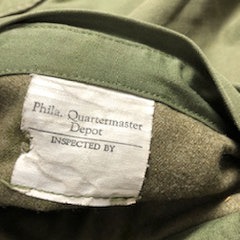 Phila. Quartermaster
Depot
INSPECTED BY